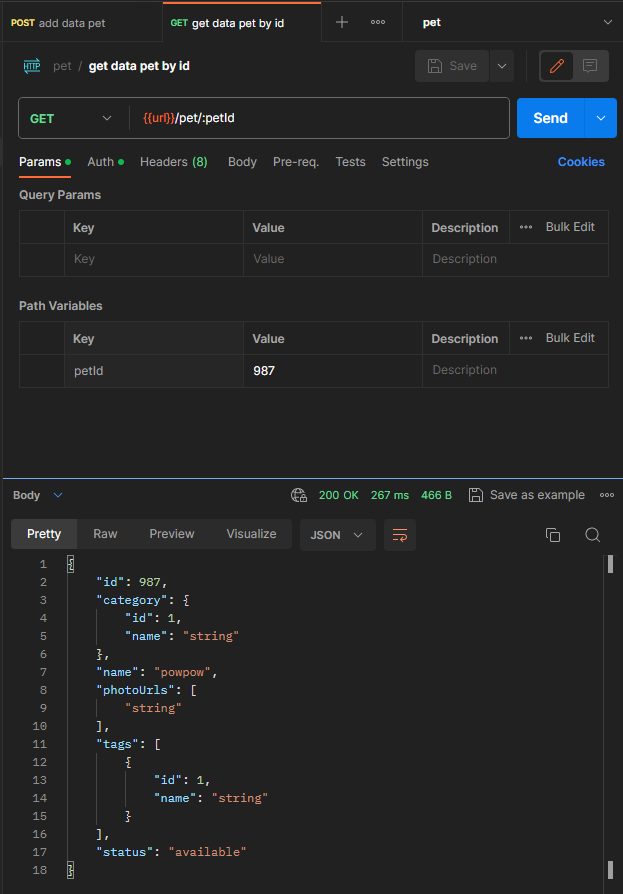 POST add data pet GET get data pet by id pet
HTTP pet / get data pet by id Save
GET {{url}}/pet/:petId Send
Params Auth Headers (8) Body Pre-req. Tests Settings Cookies
Query Params
Key Value Description Bulk Edit
Key Value Description
Path Variables
Key Value Description Bulk Edit
petId 987 Description
Body 200 OK 267 ms 466 B Save as example
Pretty Raw Preview Visualize JSON
1 {
2 "id": 987,
3 "category": {
4 "id": 1,
5 "name": "string"
6 },
7 "name": "powpow",
8 "photoUrls": [
9 "string"
10 ],
11 "tags": [
12 {
13 "id": 1,
14 "name": "string"
15 }
16 ],
17 "status": "available"
18 }